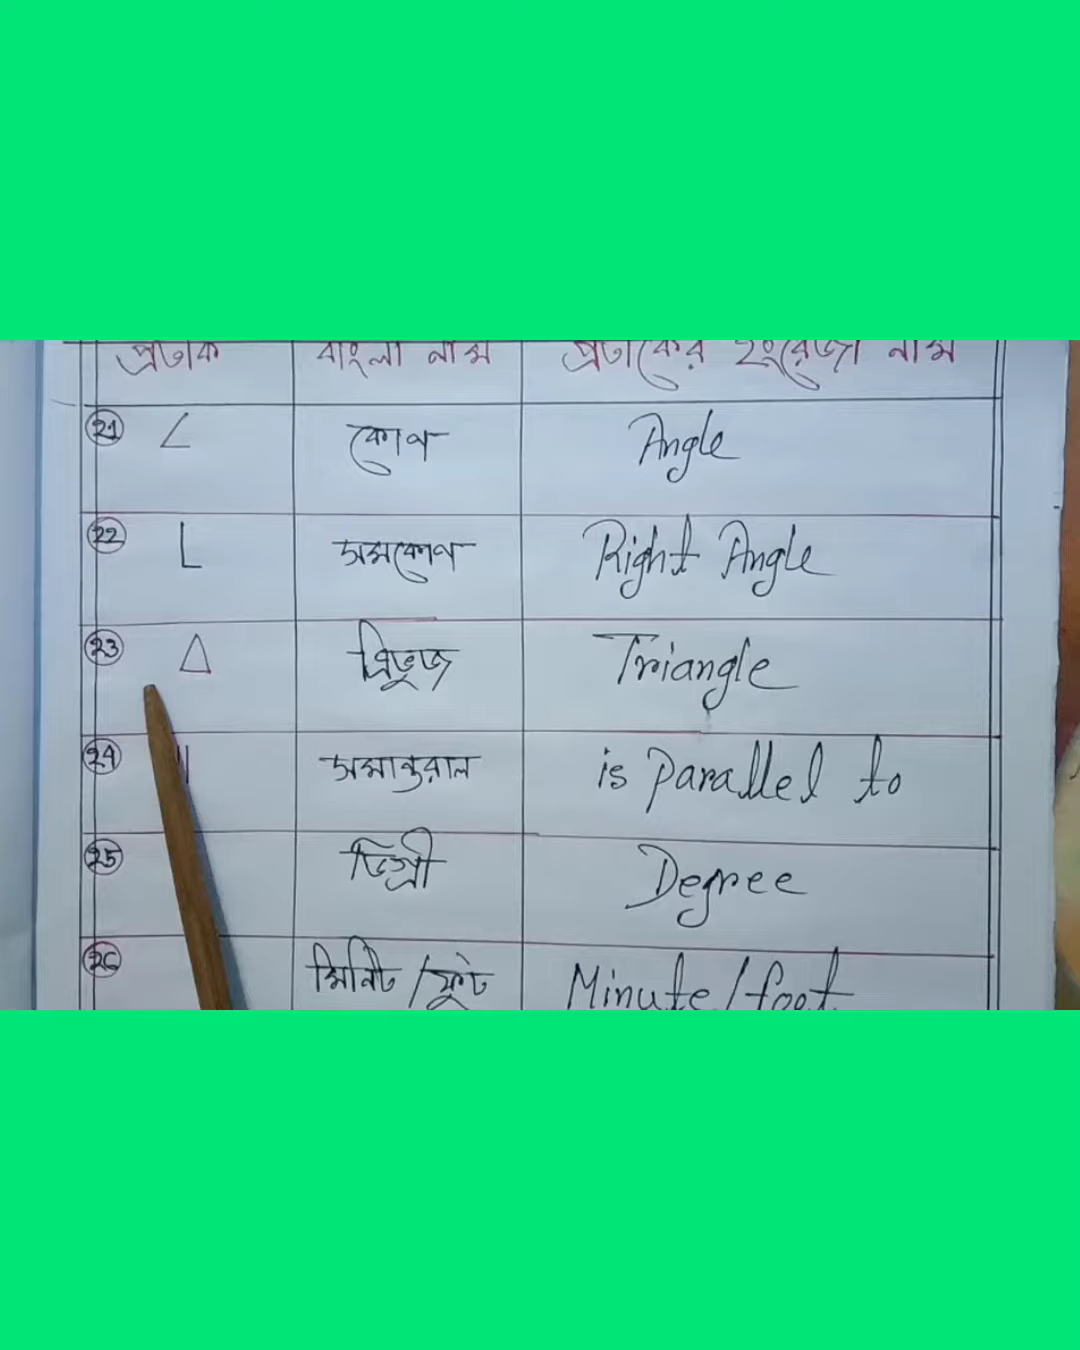 প্রতীক বাংলা নাম প্রতীকের ইংরেজী নাম
21 ∠ কোণ Angle
22 L সমকোণ Right Angle
23 Δ ত্রিভুজ Triangle
24 || সমান্তরাল is parallel to
25 ডিগ্রী Degree
26 মিনিট / ফুট Minute / foot